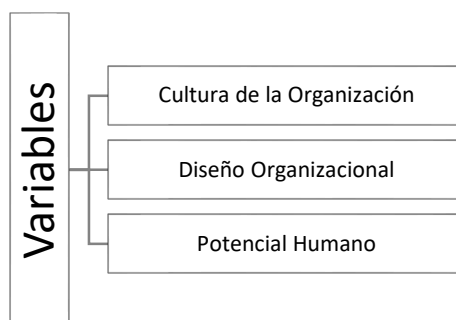 Variables
Cultura de la Organización
Diseño Organizacional
Potencial Humano